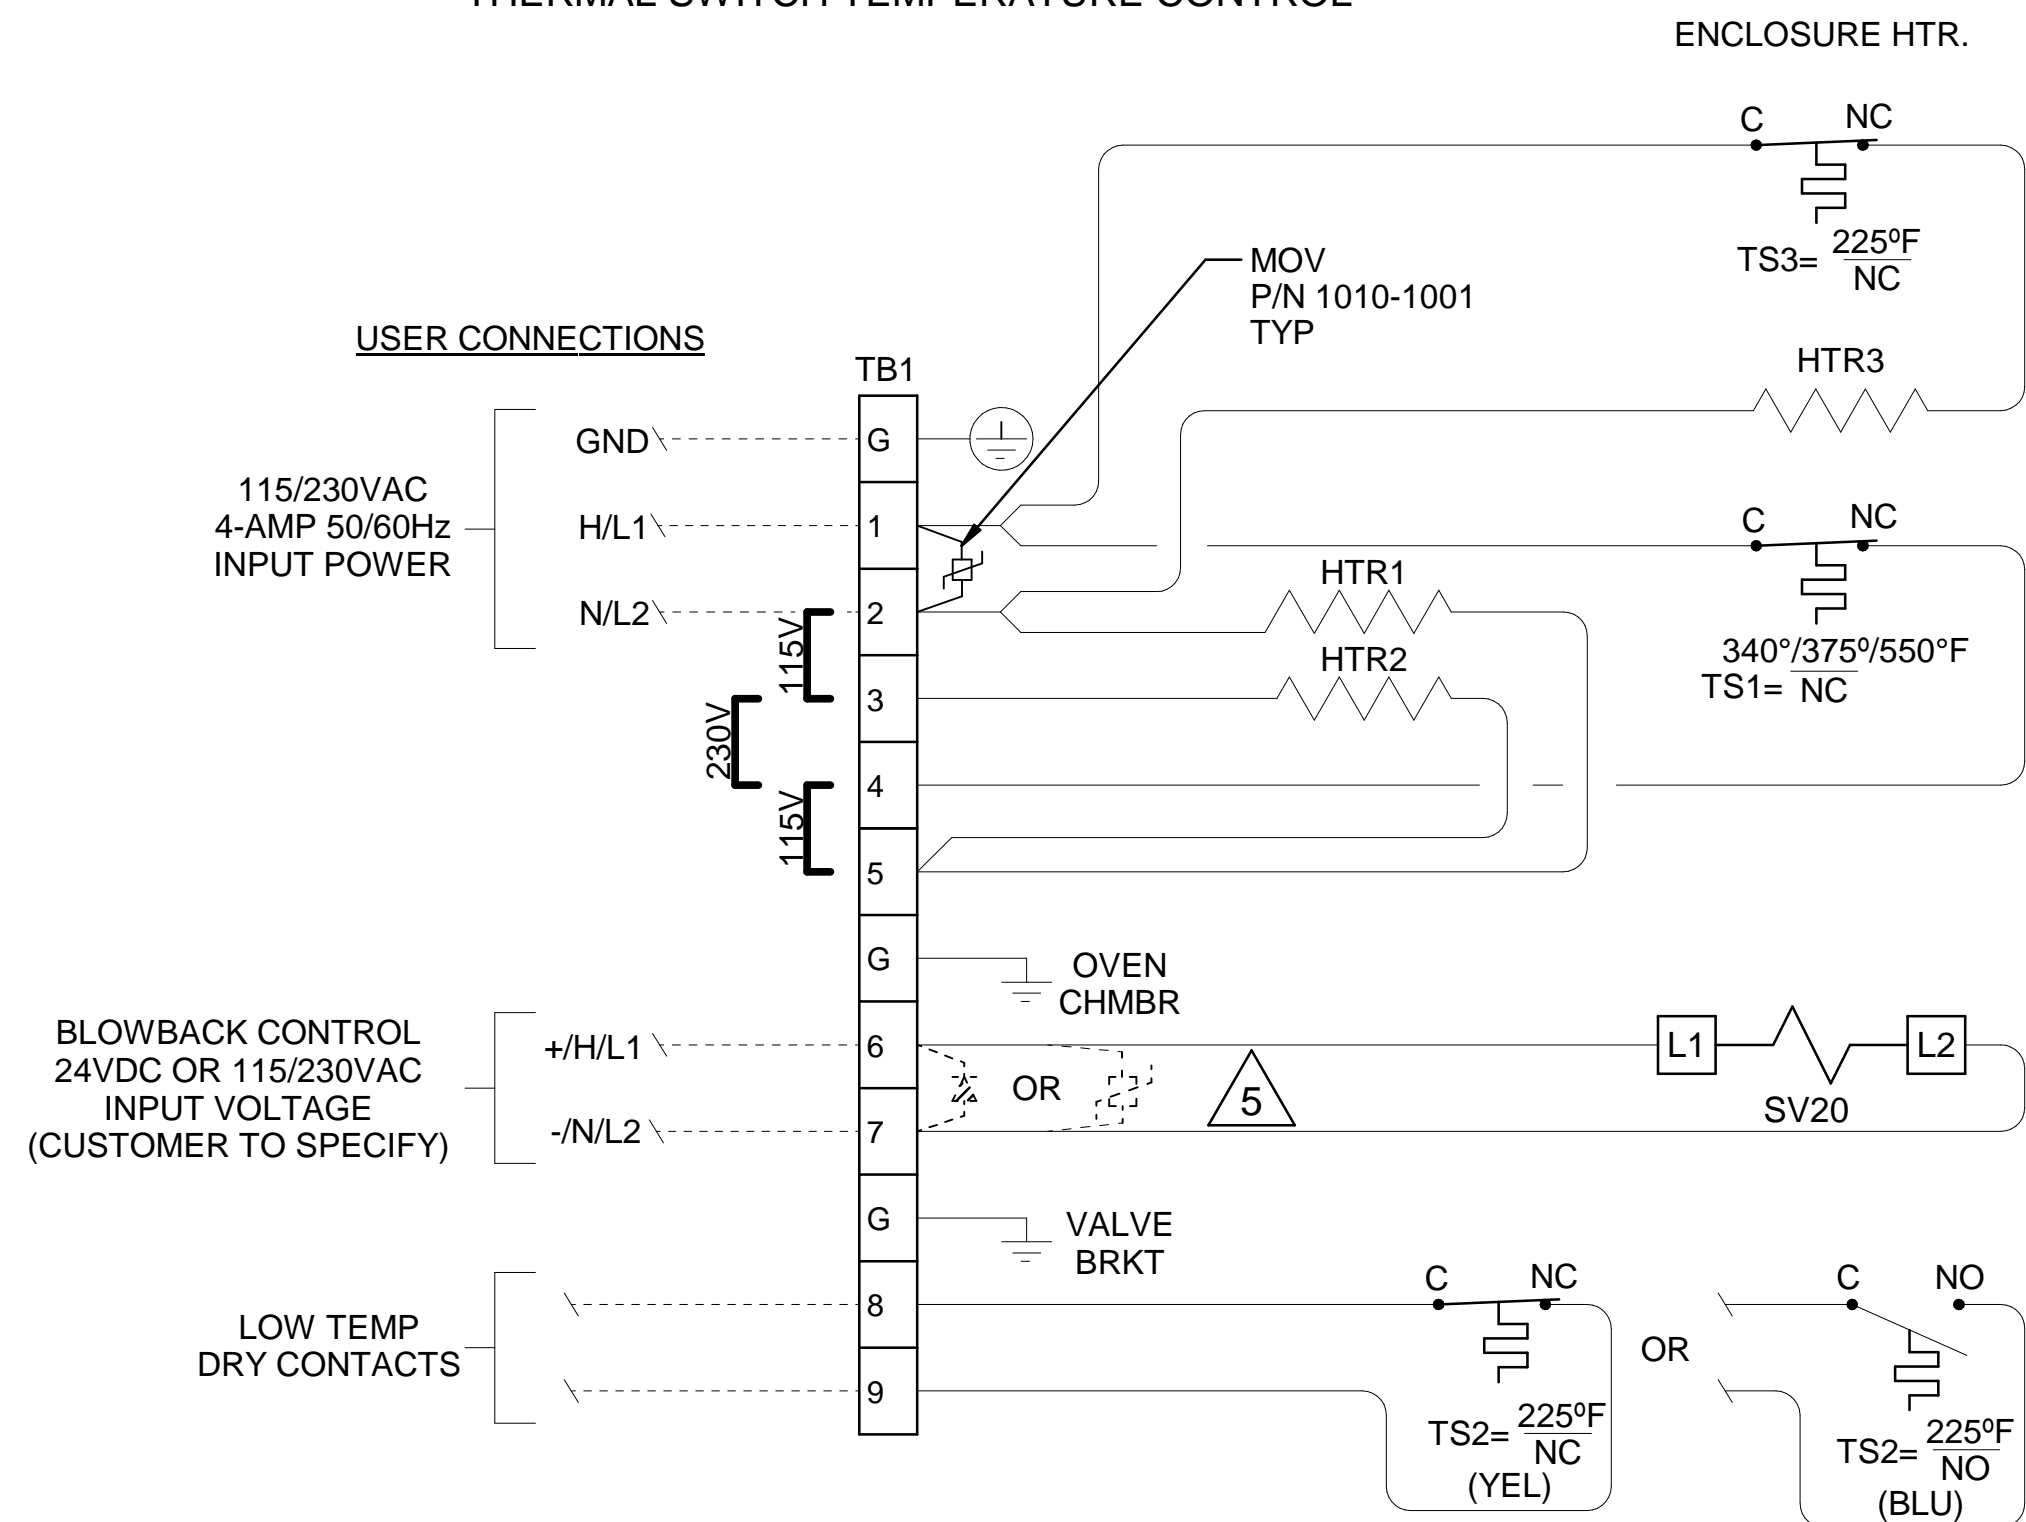 THERMAL SWITCH TEMPERATURE CONTROL
ENCLOSURE HTR.
C NC
TS3= 225ºF
NC
MOV
P/N 1010-1001
TYP
USER CONNECTIONS
TB1
HTR3
GND
G
115/230VAC
4-AMP 50/60Hz
INPUT POWER
H/L1
1
C NC
N/L2
2
HTR1
115V
340°/375º/550°F
TS1= NC
HTR2
3
230V
4
115V
5
G
OVEN
CHMBR
BLOWBACK CONTROL
24VDC OR 115/230VAC
INPUT VOLTAGE
(CUSTOMER TO SPECIFY)
+/H/L1
6
L1
L2
OR
5
SV20
-/N/L2
7
G
VALVE
BRKT
C NC
C NO
8
LOW TEMP
DRY CONTACTS
OR
9
TS2= 225ºF
NC
(YEL)
TS2= 225ºF
NO
(BLU)